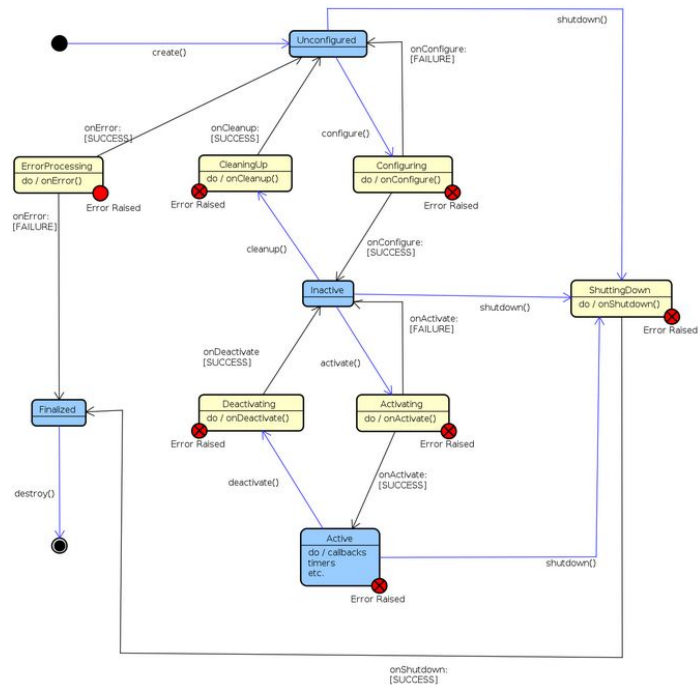 shutdown()
Unconfigured
create()
onConfigure:
[FAILURE]
onError:
[SUCCESS]
onCleanup:
[SUCCESS]
configure()
ErrorProcessing
do / onError()
Error Raised
CleaningUp
do / onCleanup()
Error Raised
Configuring
do / onConfigure()
Error Raised
onError:
[FAILURE]
cleanup()
onConfigure:
[SUCCESS]
Inactive
shutdown()
ShuttingDown
do / onShutdown()
Error Raised
onActivate:
[FAILURE]
onDeactivate
[SUCCESS]
activate()
Finalized
Deactivating
do / onDeactivate()
Error Raised
Activating
do / onActivate()
Error Raised
onActivate:
[SUCCESS]
deactivate()
destroy()
Active
do / callbacks
timers
etc.
Error Raised
shutdown()
onShutdown:
[SUCCESS]